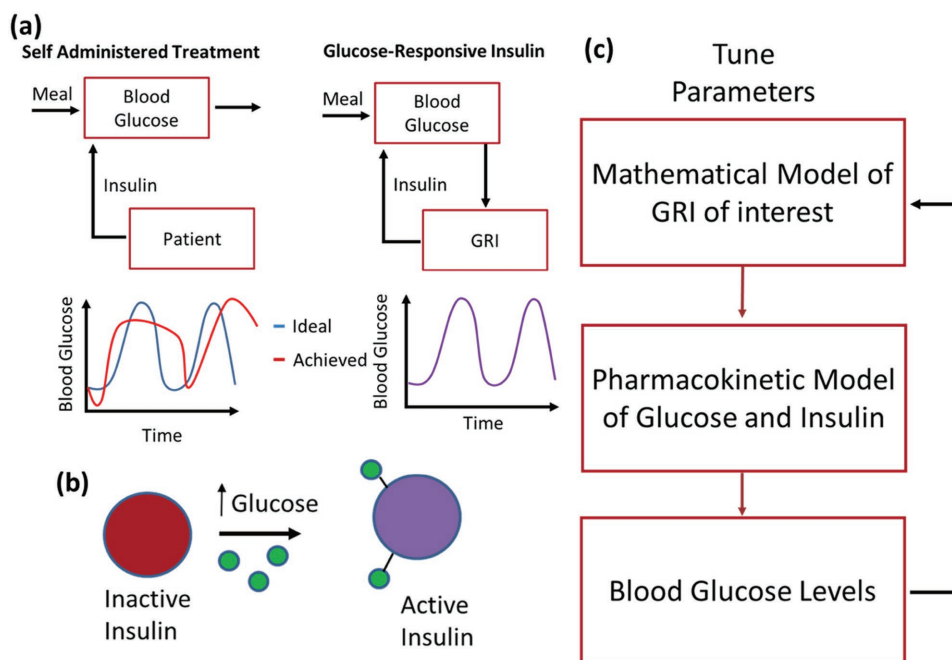 (a)
Self Administered Treatment
Meal
Blood
Glucose
Insulin
Patient
Blood Glucose
Time
Ideal
Achieved
Glucose-Responsive Insulin
Meal
Blood
Glucose
Insulin
GRI
Blood Glucose
Time
(b)
Inactive
Insulin
Glucose
Active
Insulin
(c)
Tune
Parameters
Mathematical Model of
GRI of interest
Pharmacokinetic Model
of Glucose and Insulin
Blood Glucose Levels